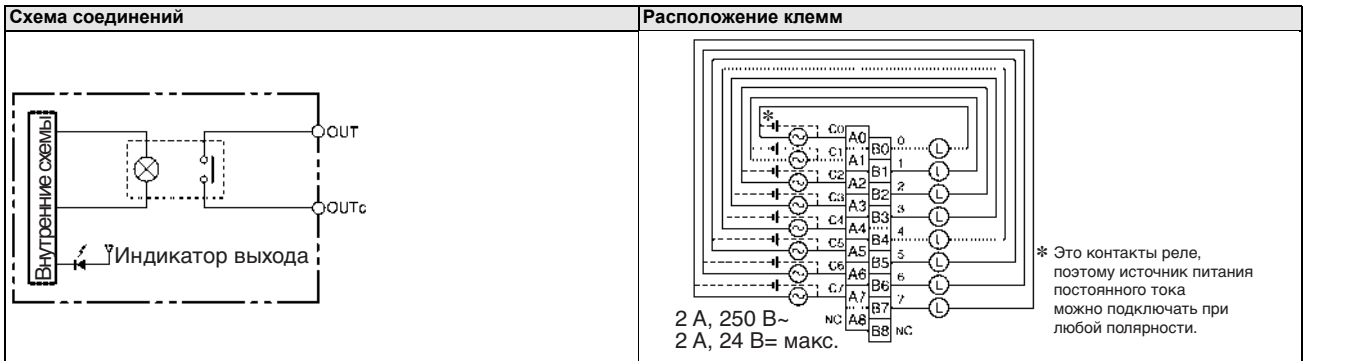 Схема соединений
Расположение клемм
Внутренние схемы
OUT
OUTc
Индикатор выхода
*
C0 A0 B0 0 L
C1 A1 B1 1 L
C2 A2 B2 2 L
C3 A3 B3 3 L
C4 A4 B4 4 L
C5 A5 B5 5 L
C6 A6 B6 6 L
C7 A7 B7 7 L
NC A8 B8 NC
2 A, 250 В~
2 A, 24 В= макс.
* Это контакты реле,
поэтому источник питания
постоянного тока
можно подключать при
любой полярности.